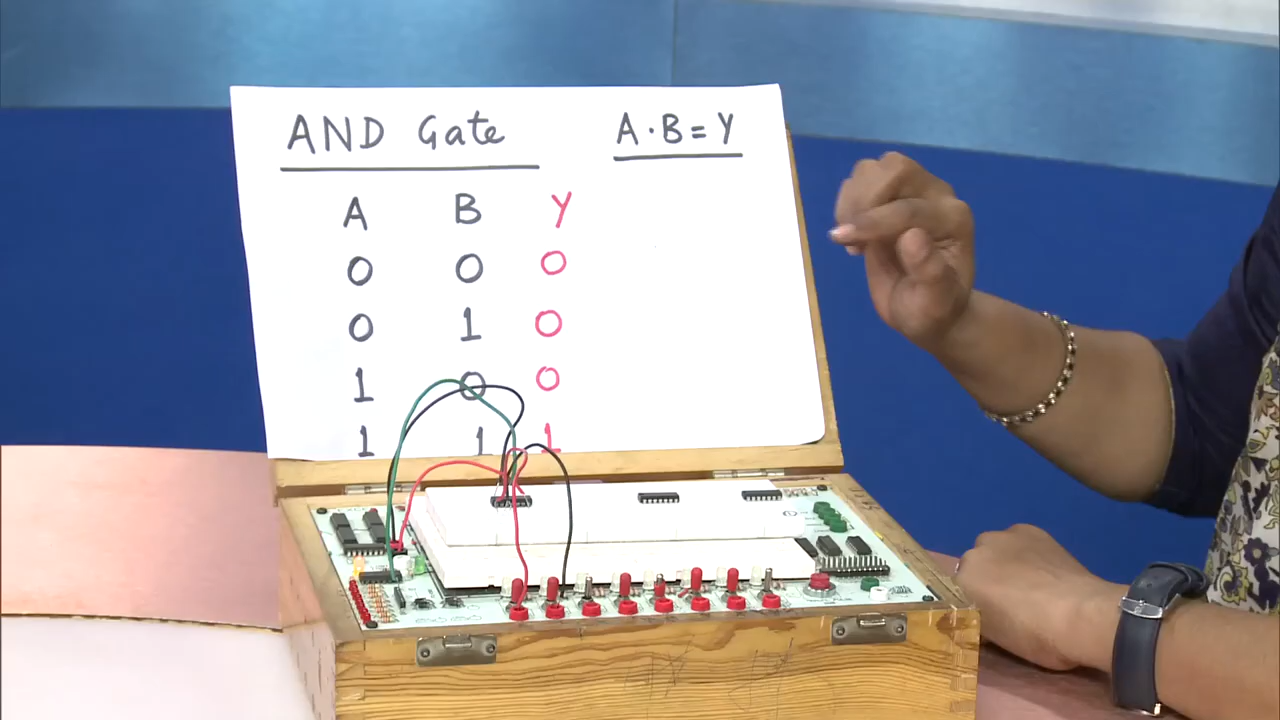 AND Gate A·B=Y
A B Y
0 0 0
0 1 0
1 0 0
1 1 1